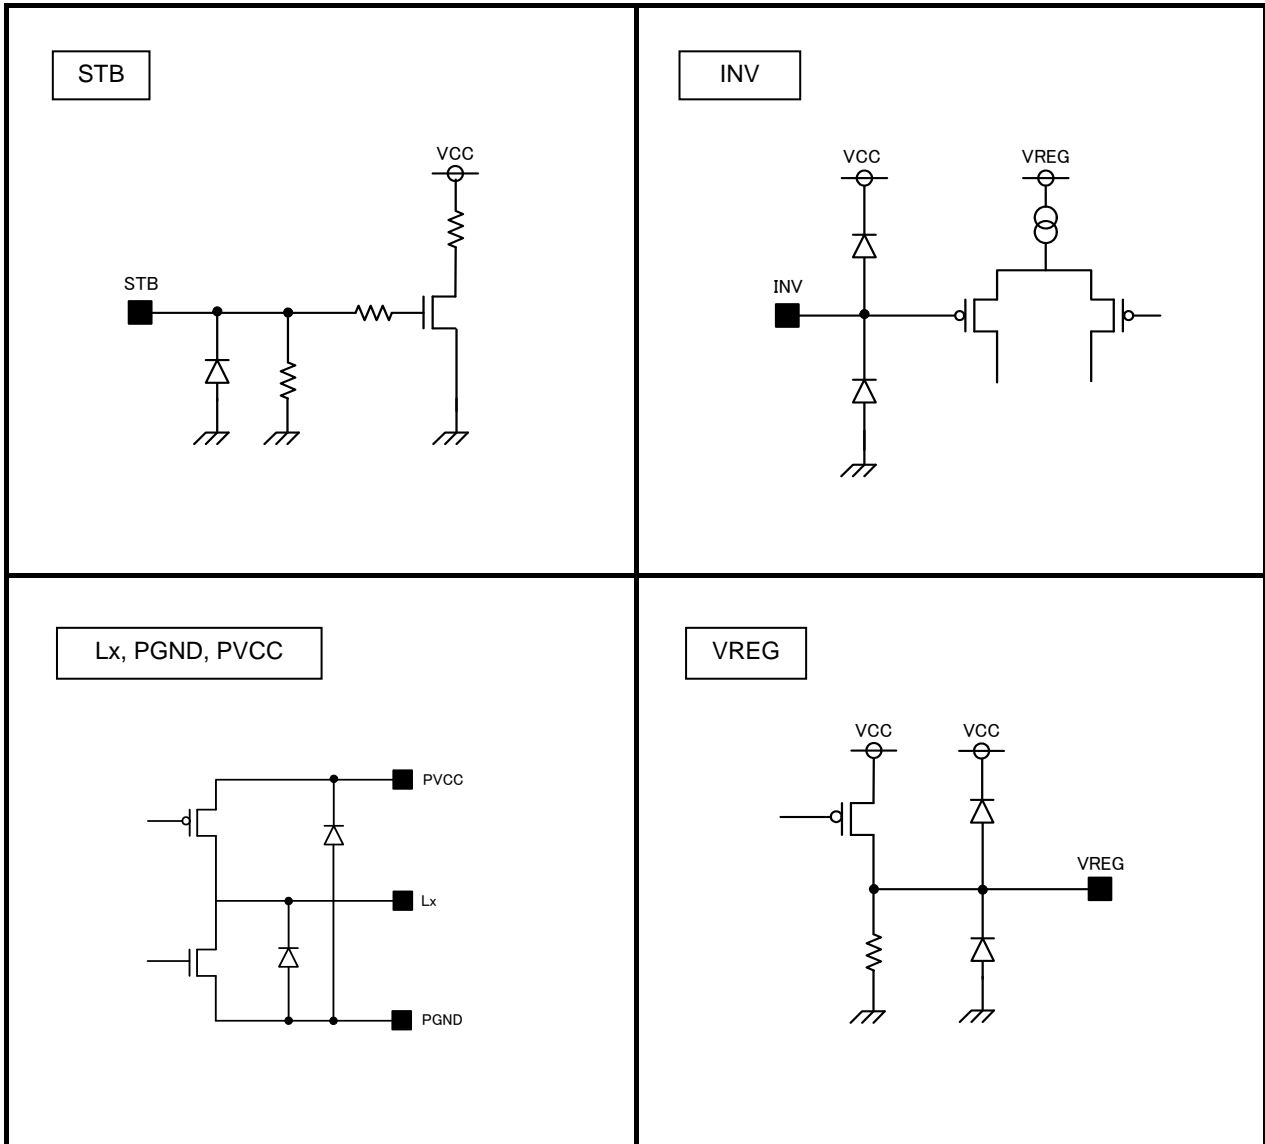 STB
VCC
STB
INV
VCC
VREG
INV
Lx, PGND, PVCC
PVCC
Lx
PGND
VREG
VCC
VCC
VREG